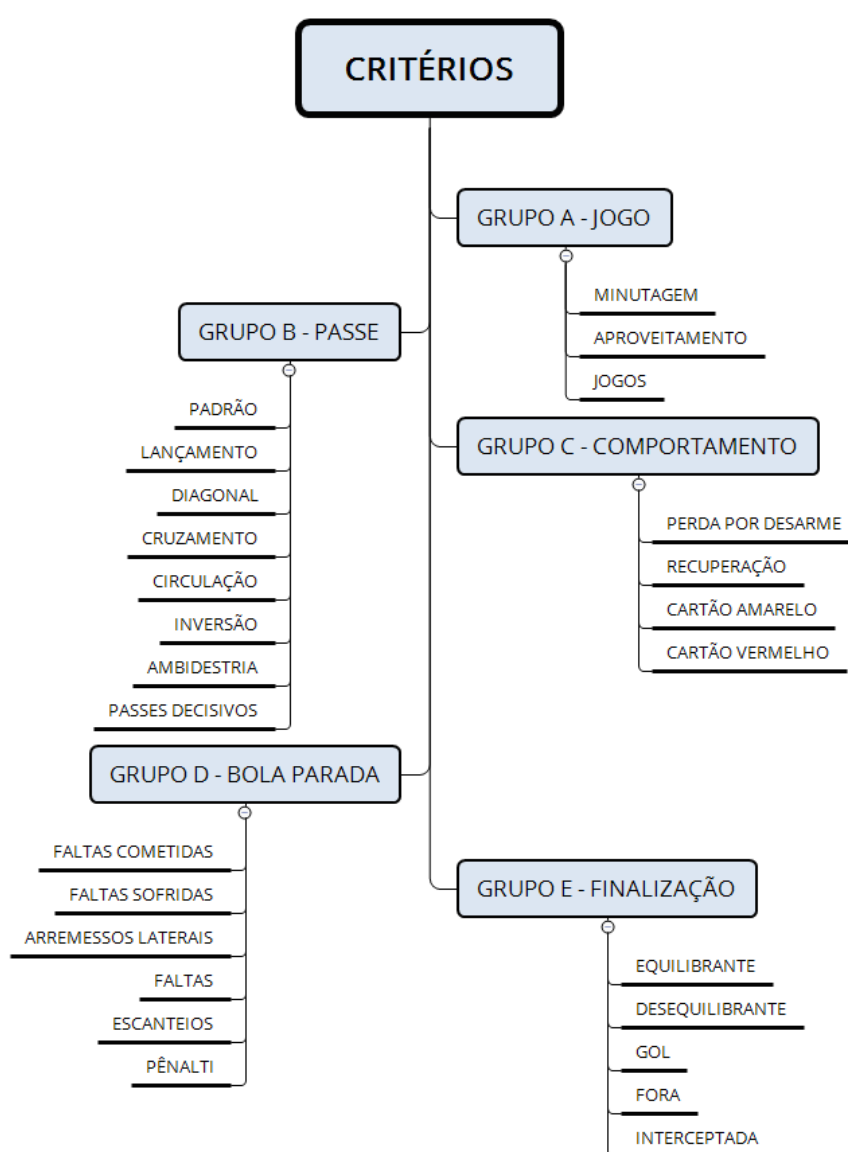 CRITÉRIOS
GRUPO A - JOGO
MINUTAGEM
APROVEITAMENTO
JOGOS
GRUPO B - PASSE
PADRÃO
LANÇAMENTO
DIAGONAL
CRUZAMENTO
CIRCULAÇÃO
INVERSÃO
AMBIDESTRIA
PASSES DECISIVOS
GRUPO C - COMPORTAMENTO
PERDA POR DESARME
RECUPERAÇÃO
CARTÃO AMARELO
CARTÃO VERMELHO
GRUPO D - BOLA PARADA
FALTAS COMETIDAS
FALTAS SOFRIDAS
ARREMESSOS LATERAIS
FALTAS
ESCANTEIOS
PÊNALTI
GRUPO E - FINALIZAÇÃO
EQUILIBRANTE
DESEQUILIBRANTE
GOL
FORA
INTERCEPTADA